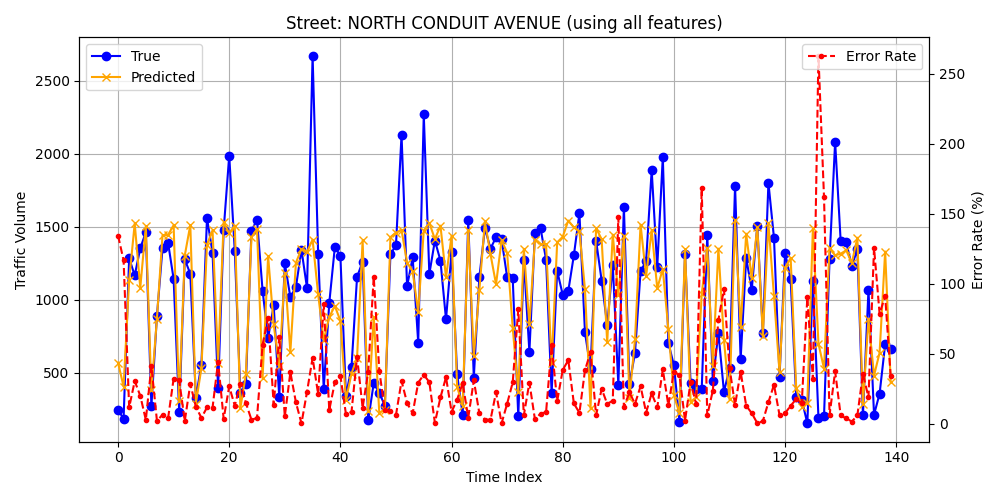 Street: NORTH CONDUIT AVENUE (using all features)
True
Predicted
Error Rate
2500
2000
1500
1000
500
250
200
150
100
50
0
0
20
40
60
80
100
120
140
Traffic Volume
Error Rate (%)
Time Index